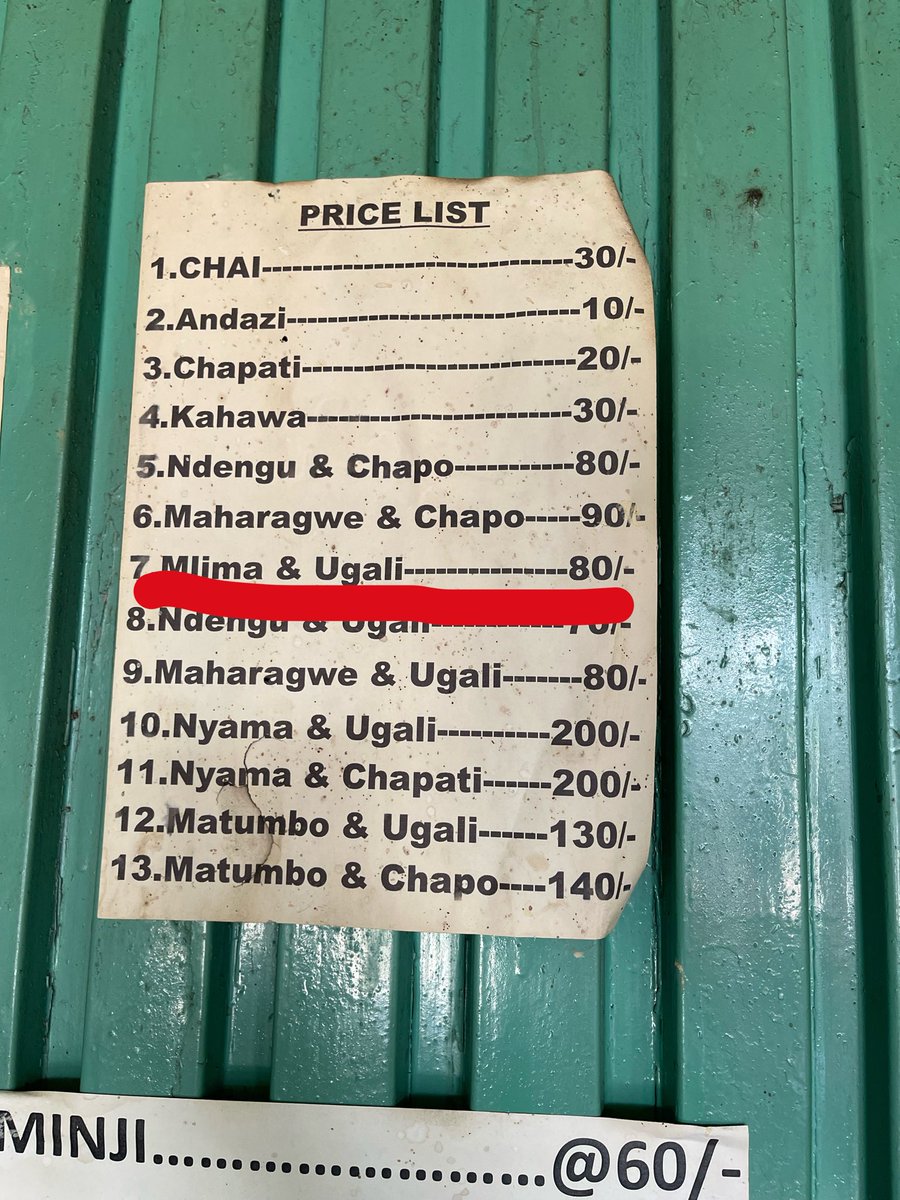 PRICE LIST
1.CHAI-------------------------------30/-
2.Andazi-----------------------------10/-
3.Chapati---------------------------20/-
4.Kahawa--------------------------30/-
5.Ndengu & Chapo------------80/-
6.Maharagwe & Chapo-----90/-
7.Mlima & Ugali----------------80/-
8.Ndengu & Ugali-------------70/-
9.Maharagwe & Ugali-------80/-
10.Nyama & Ugali-----------200/-
11.Nyama & Chapati------200/-
12.Matumbo & Ugali------130/-
13.Matumbo & Chapo----140/-
MINJI.................................@60/-